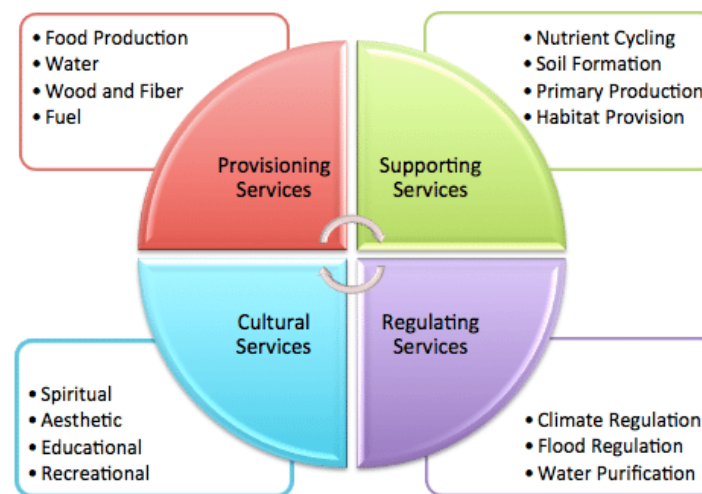 • Food Production
• Water
• Wood and Fiber
• Fuel
• Nutrient Cycling
• Soil Formation
• Primary Production
• Habitat Provision
Provisioning
Services
Supporting
Services
Cultural
Services
Regulating
Services
• Spiritual
• Aesthetic
• Educational
• Recreational
• Climate Regulation
• Flood Regulation
• Water Purification